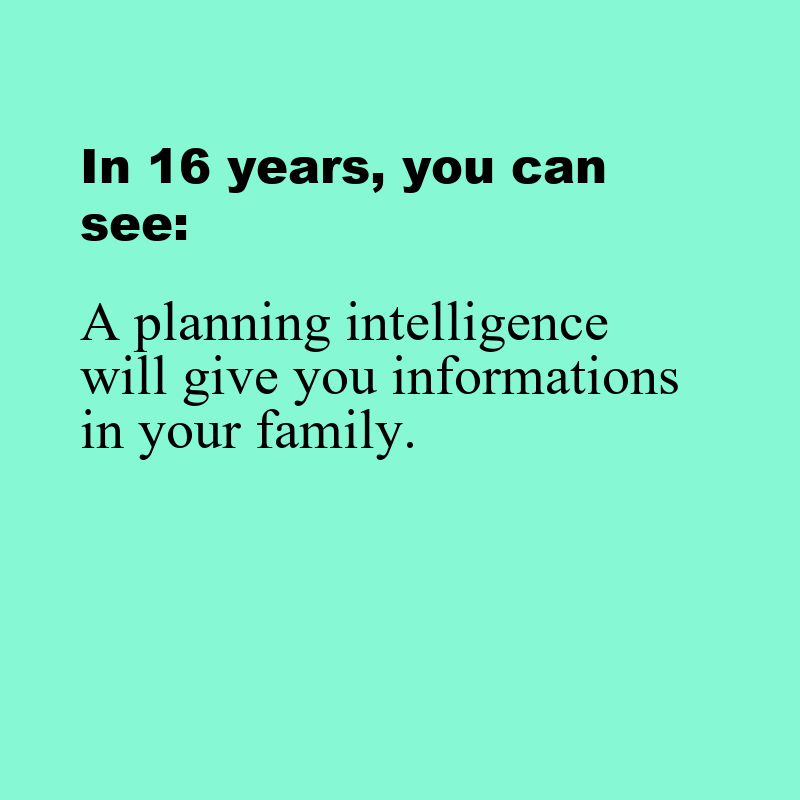 In 16 years, you can
see:
A planning intelligence
will give you informations
in your family.